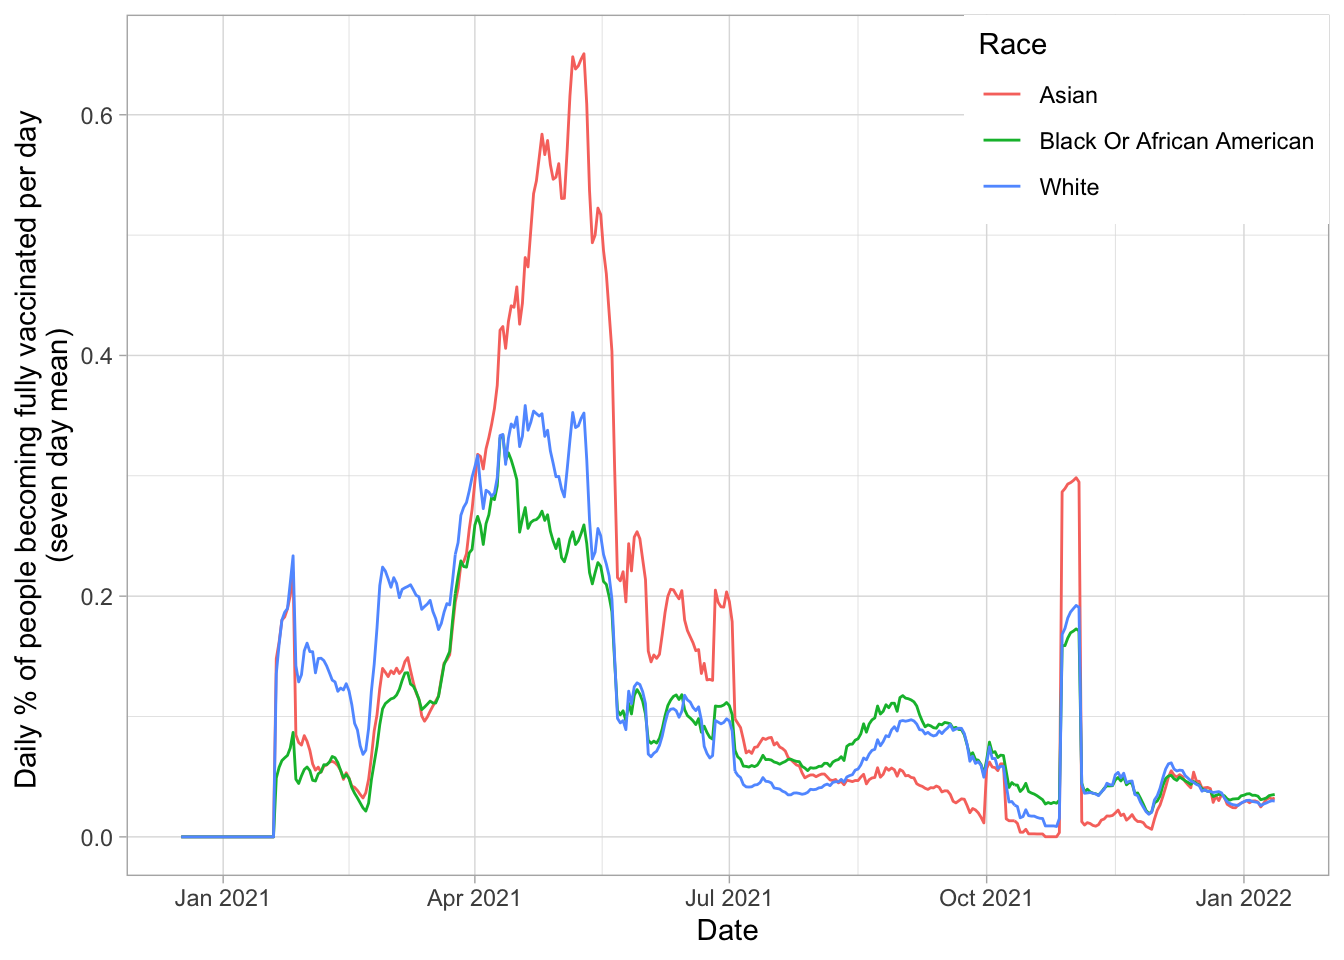 Daily % of people becoming fully vaccinated per day
(seven day mean)
0.6
0.4
0.2
0.0
Race
Asian
Black Or African American
White
Jan 2021
Apr 2021
Jul 2021
Oct 2021
Jan 2022
Date